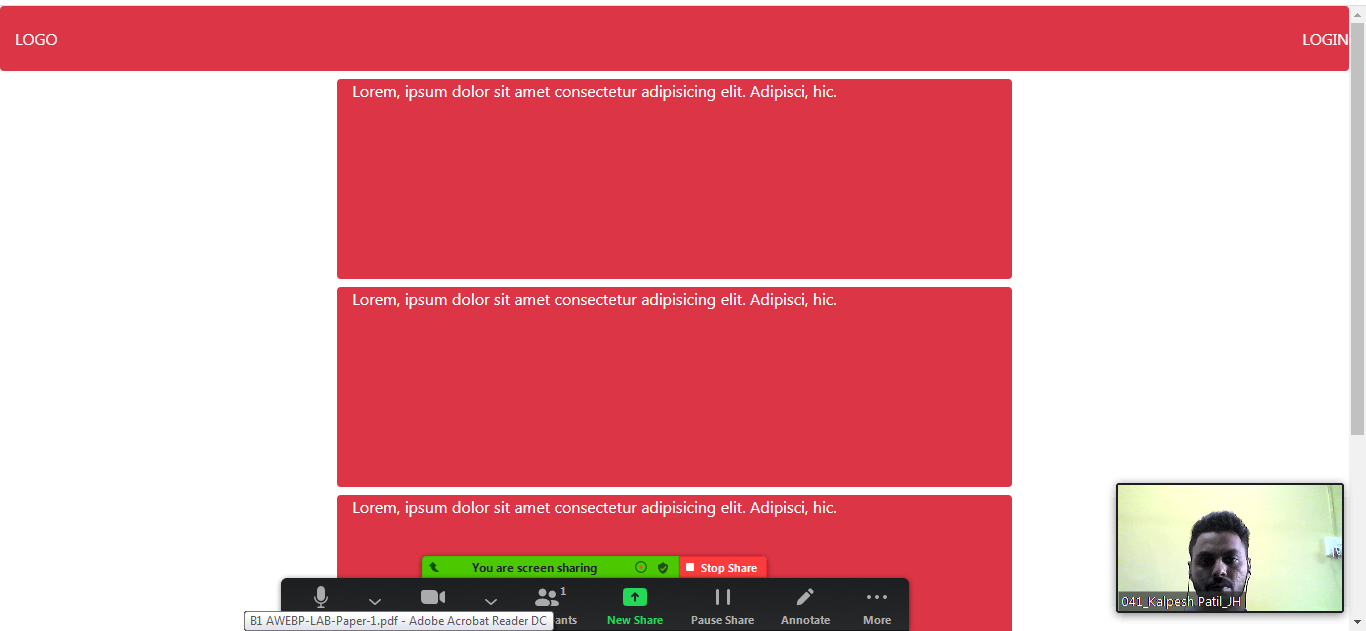 LOGO
LOGIN
Lorem, ipsum dolor sit amet consectetur adipisicing elit. Adipisci, hic.
Lorem, ipsum dolor sit amet consectetur adipisicing elit. Adipisci, hic.
Lorem, ipsum dolor sit amet consectetur adipisicing elit. Adipisci, hic.
You are screen sharing
Stop Share
1
ants
New Share
Pause Share
Annotate
More
B1 AWEBP-LAB-Paper-1.pdf - Adobe Acrobat Reader DC
041_Kalpesh Patil_JH